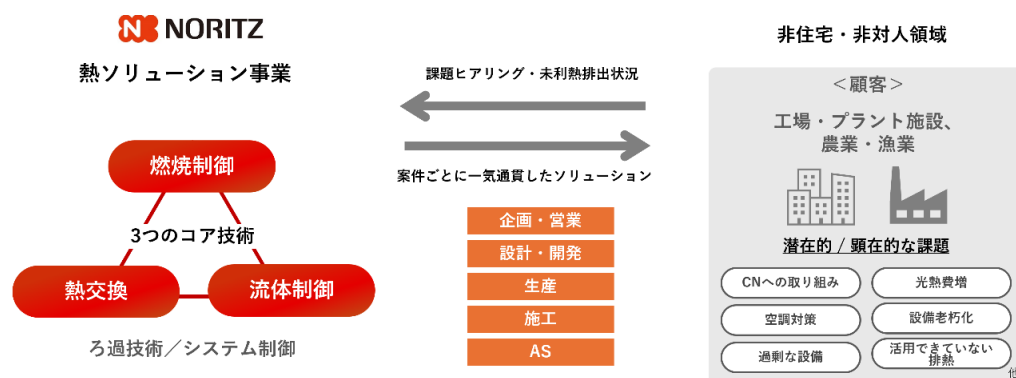 NORITZ
熱ソリューション事業
燃焼制御
3つのコア技術
熱交換
流体制御
ろ過技術／システム制御
課題ヒアリング・未利熱排出状況
案件ごとに一気通貫したソリューション
企画・営業
設計・開発
生産
施工
AS
非住宅・非対人領域
＜顧客＞
工場・プラント施設、
農業・漁業
潜在的 / 顕在的な課題
CNへの取り組み
光熱費増
空調対策
設備老朽化
過剰な設備
活用できていない
排熱
他